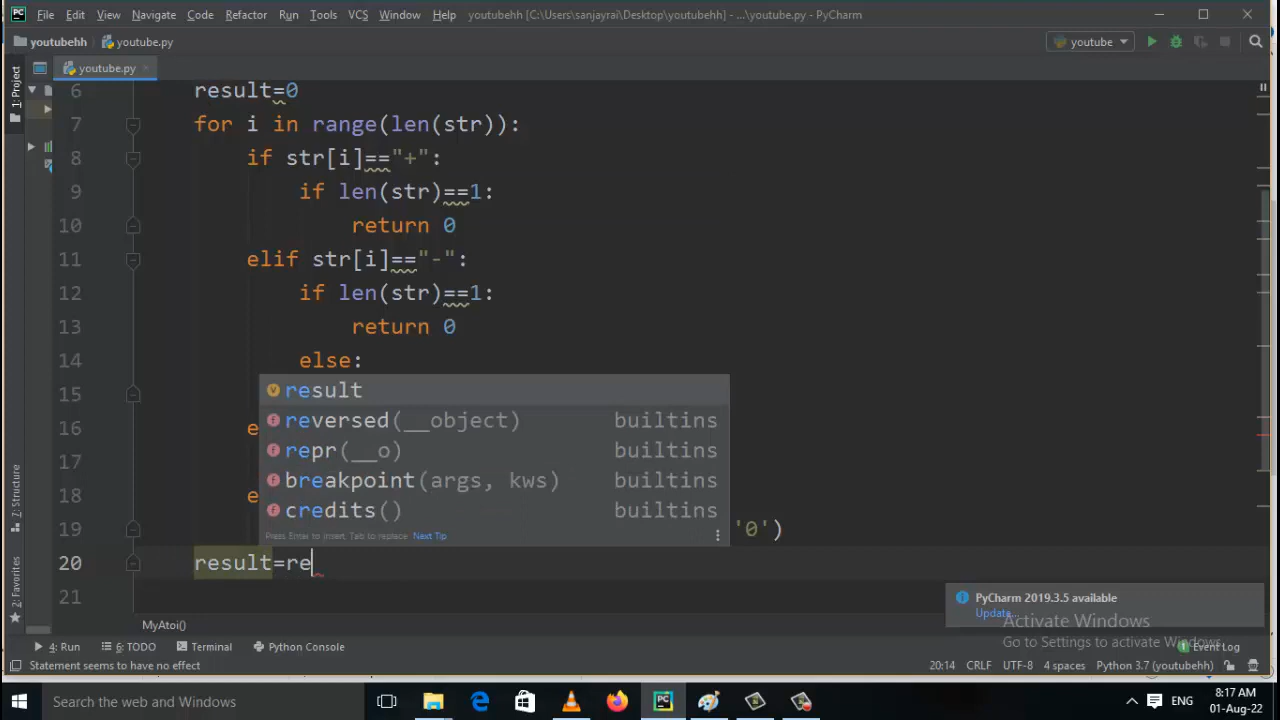 File Edit View Navigate Code Refactor Run Tools VCS Window Help youtubehh [C:\Users\sanjayrai\Desktop\youtubehh] - ...\youtube.py - PyCharm
youtubehh youtube.py youtube
1: Project youtube.py
6 result=0
7 for i in range(len(str)):
8 if str[i]=="+":
9 if len(str)==1:
10 return 0
11 elif str[i]=="-":
12 if len(str)==1:
13 return 0
14 else:
result
15
reversed(__object) builtins
16 e
repr(__o) builtins
17
breakpoint(args, kws) builtins
18 e
credits() builtins
19 '0')
Press Enter to insert, Tab to replace Next Tip
20 result=re
21
7: Structure
2: Favorites
PyCharm 2019.3.5 available
Update...
Activate Windows
Go to Settings to activate Windows.
MyAtoi()
4: Run 6: TODO Terminal Python Console Event Log
Statement seems to have no effect 20:14 CRLF UTF-8 4 spaces Python 3.7 (youtubehh)
Search the web and Windows ENG 8:17 AM
01-Aug-22